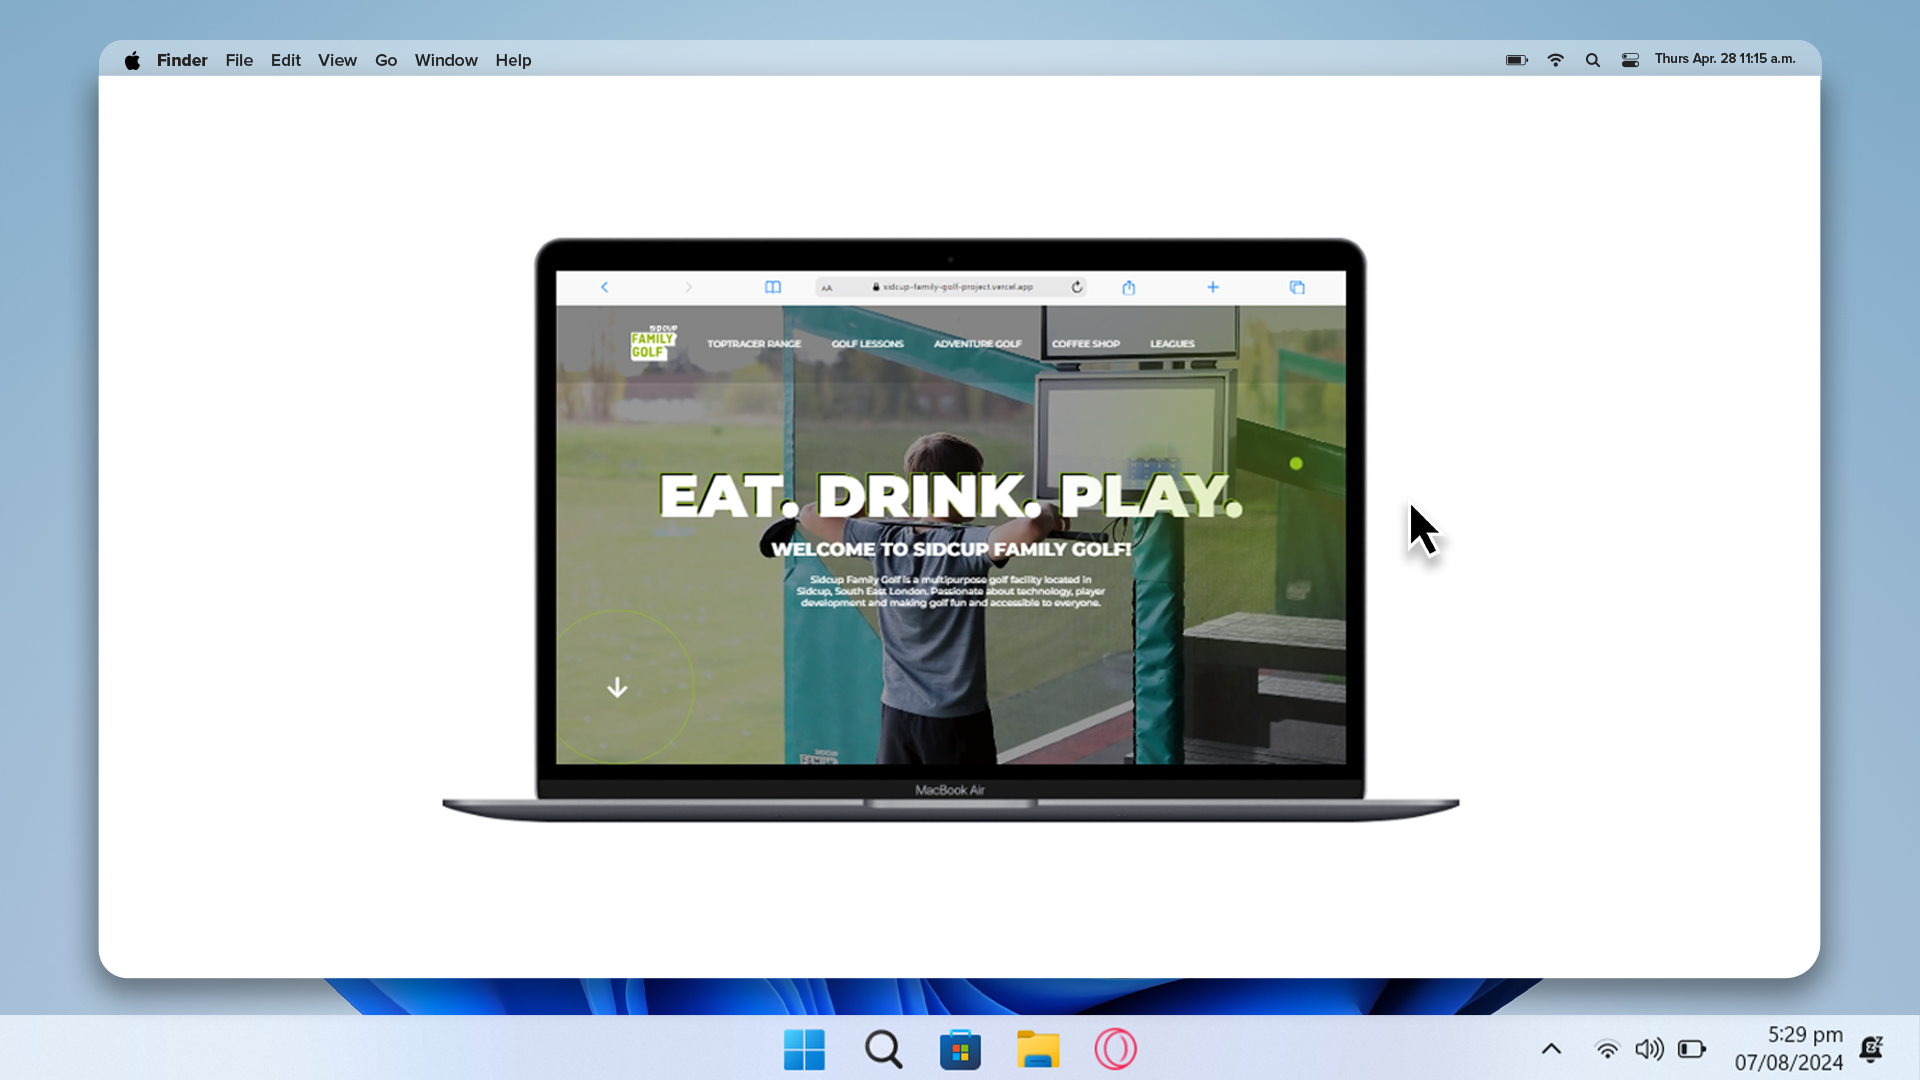 Finder File Edit View Go Window Help
Thurs Apr. 28 11:15 a.m.
AA sidcup-family-golf-project.vercel.app
SIDCUP
FAMILY
GOLF
TOPTRACER RANGE GOLF LESSONS ADVENTURE GOLF COFFEE SHOP LEAGUES
EAT. DRINK. PLAY.
WELCOME TO SIDCUP FAMILY GOLF!
Sidcup Family Golf is a multipurpose golf facility located in
Sidcup, South East London. Passionate about technology, player
development and making golf fun and accessible to everyone.
SIDCUP
FAMILY
MacBook Air
5:29 pm
07/08/2024